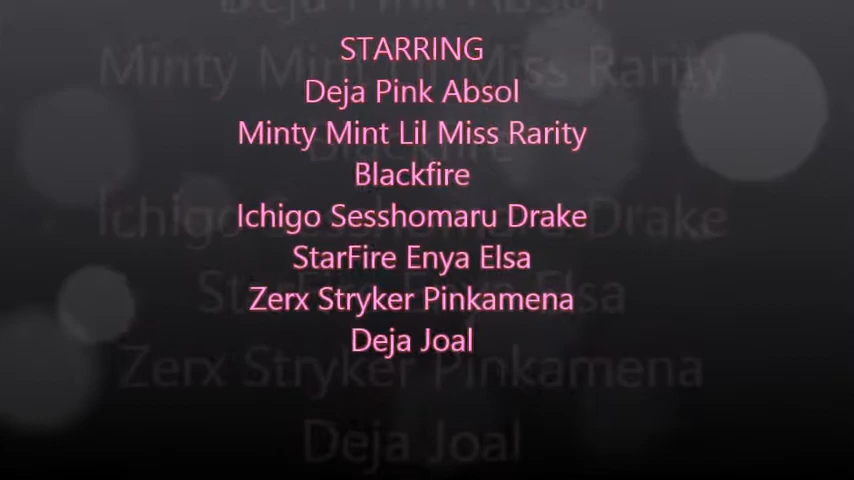 STARRING
Deja Pink Absol
Minty Mint Lil Miss Rarity
Blackfire
Ichigo Sesshomaru Drake
StarFire Enya Elsa
Zerx Stryker Pinkamena
Deja Joal